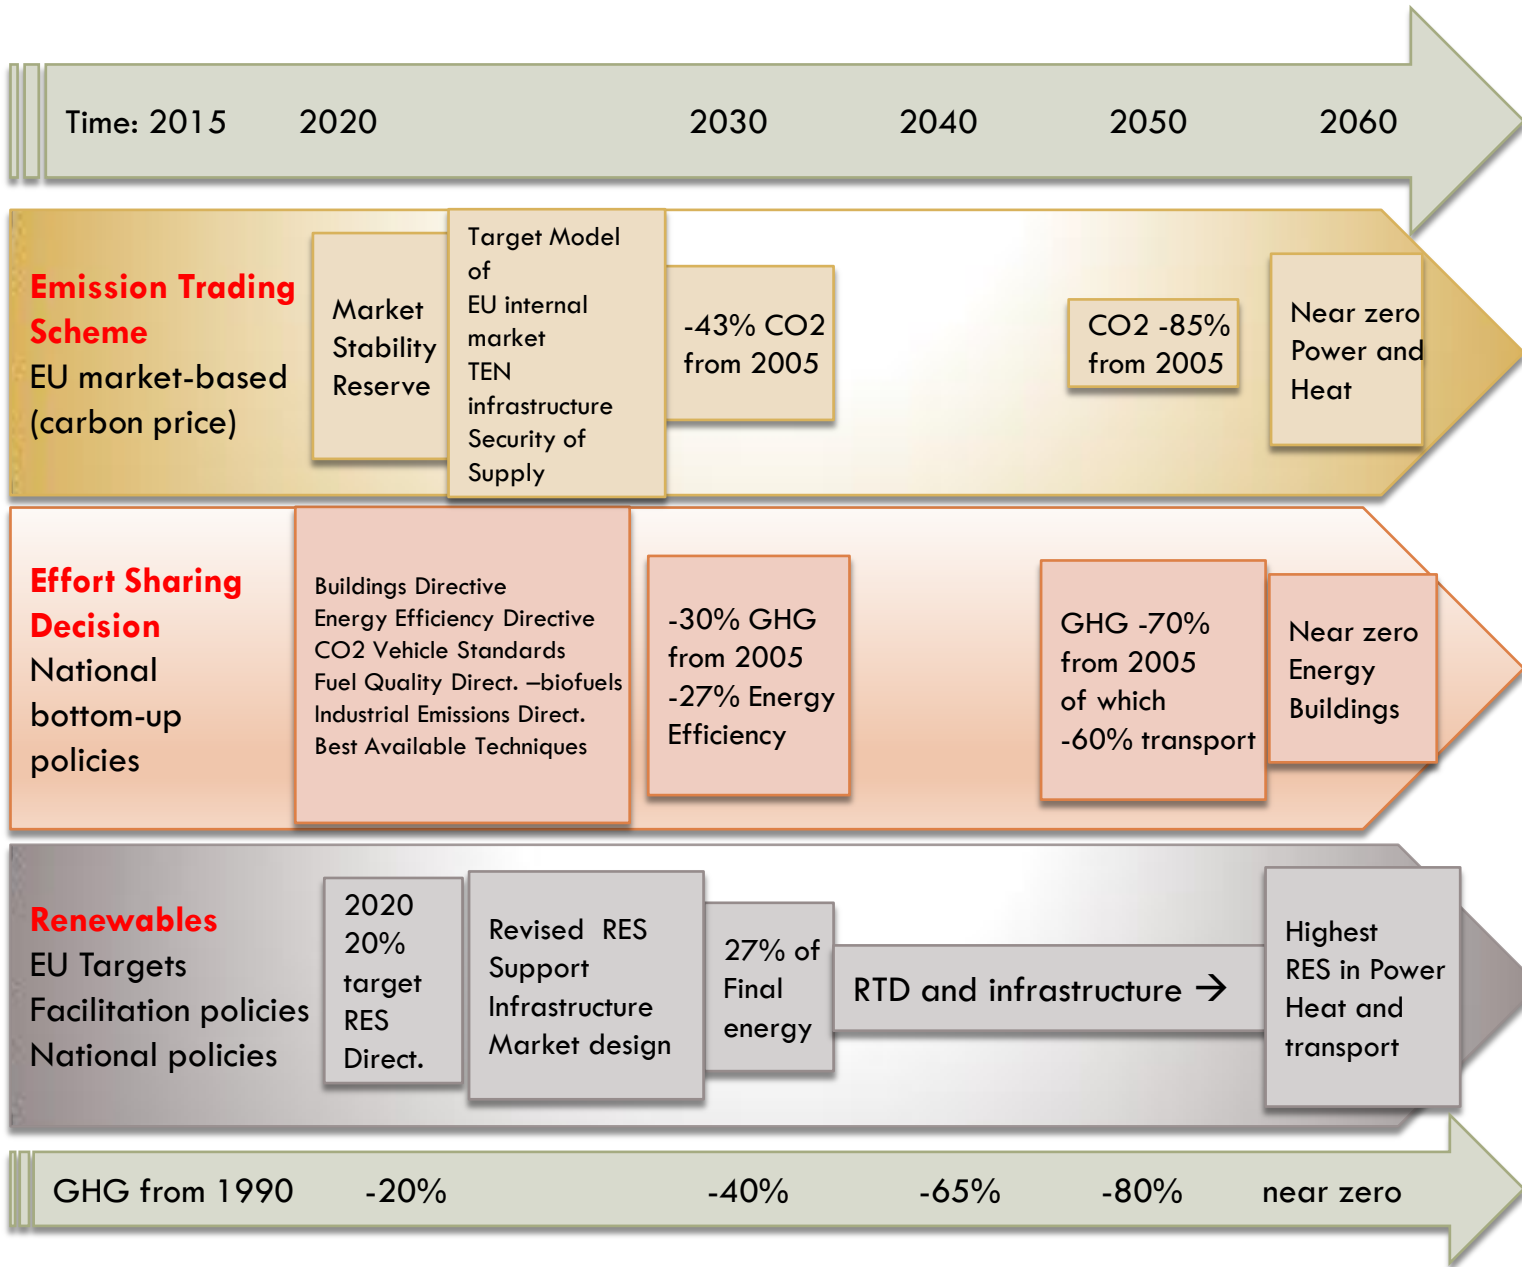 Time: 2015 2020 2030 2040 2050 2060
Emission Trading
Scheme
EU market-based
(carbon price)
Market
Stability
Reserve
Target Model
of
EU internal
market
TEN
infrastructure
Security of
Supply
-43% CO2
from 2005
CO2 -85%
from 2005
Near zero
Power and
Heat
Effort Sharing
Decision
National
bottom-up
policies
Buildings Directive
Energy Efficiency Directive
CO2 Vehicle Standards
Fuel Quality Direct. –biofuels
Industrial Emissions Direct.
Best Available Techniques
-30% GHG
from 2005
-27% Energy
Efficiency
GHG -70%
from 2005
of which
-60% transport
Near zero
Energy
Buildings
Renewables
EU Targets
Facilitation policies
National policies
2020
20%
target
RES
Direct.
Revised RES
Support
Infrastructure
Market design
27% of
Final
energy
RTD and infrastructure →
Highest
RES in Power
Heat and
transport
GHG from 1990 -20% -40% -65% -80% near zero